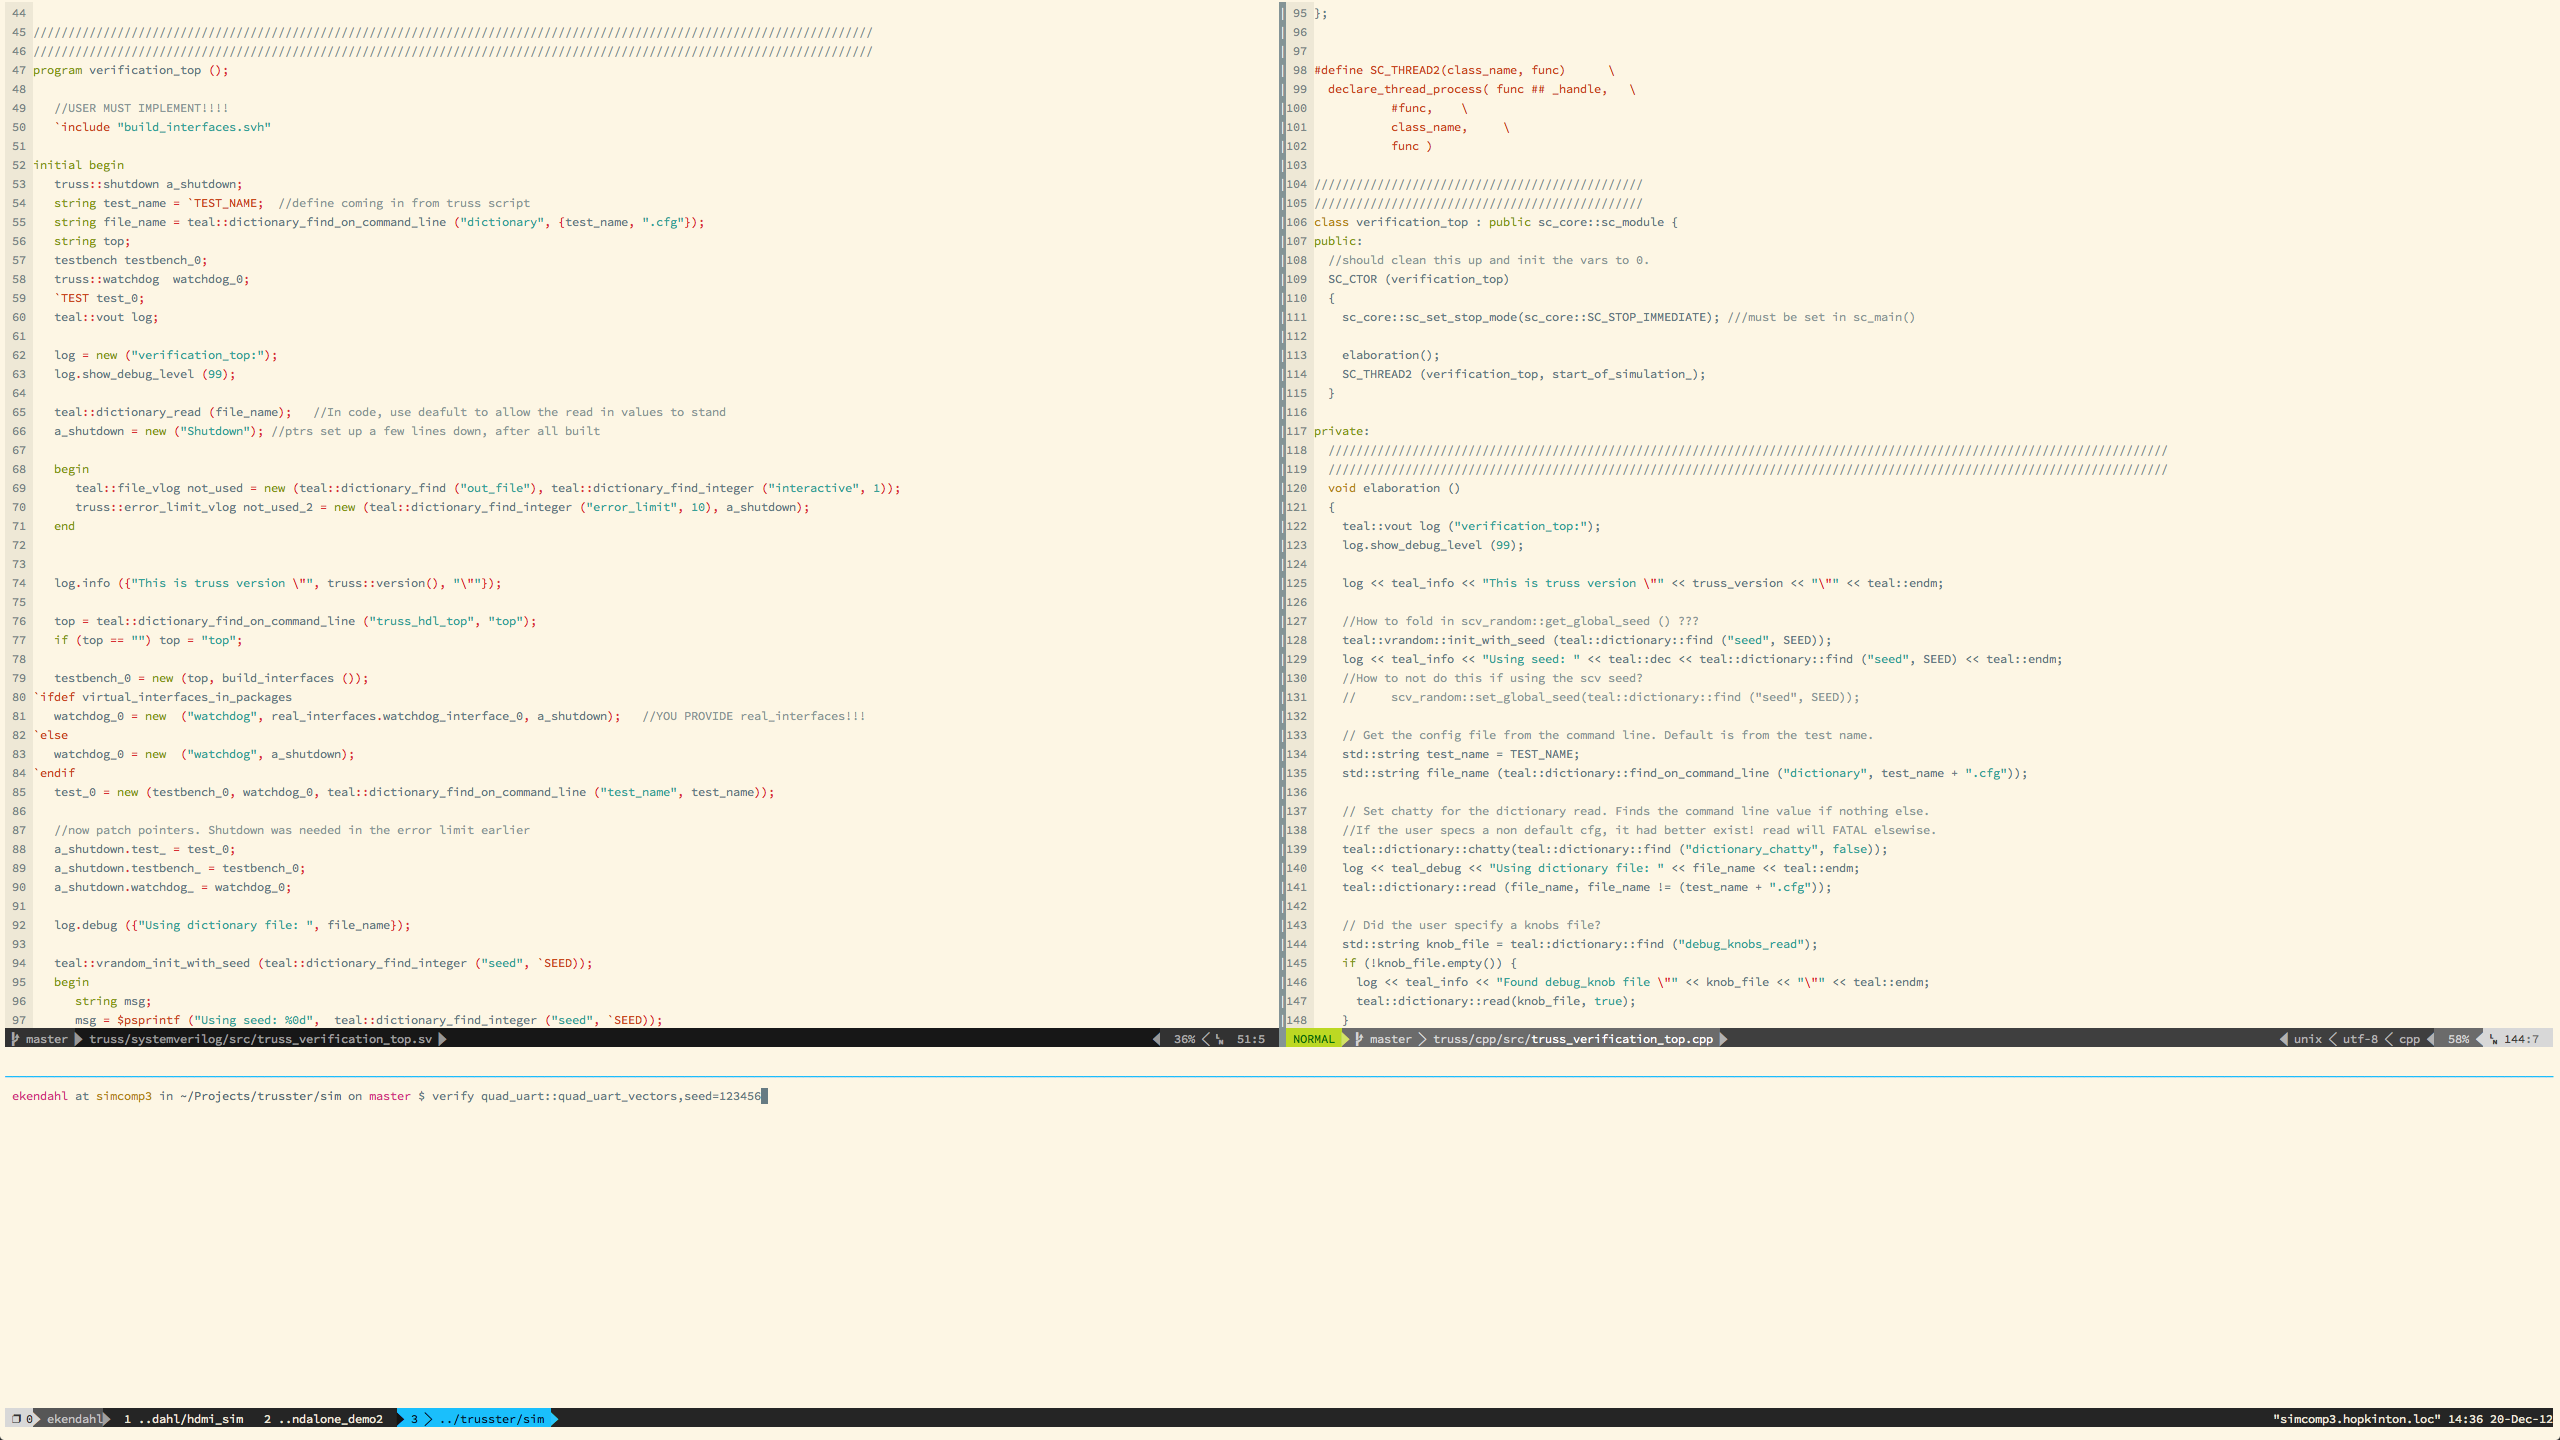 44
45 ////////////////////////////////////////////////////////////////////////////////////////////////////////////////////////
46 ////////////////////////////////////////////////////////////////////////////////////////////////////////////////////////
47 program verification_top ();
48
49    //USER MUST IMPLEMENT!!!!
50    `include "build_interfaces.svh"
51
52 initial begin
53    truss::shutdown a_shutdown;
54    string test_name = `TEST_NAME;  //define coming in from truss script
55    string file_name = teal::dictionary_find_on_command_line ("dictionary", {test_name, ".cfg"});
56    string top;
57    testbench testbench_0;
58    truss::watchdog  watchdog_0;
59    `TEST test_0;
60    teal::vout log;
61
62    log = new ("verification_top:");
63    log.show_debug_level (99);
64
65    teal::dictionary_read (file_name);   //In code, use deafult to allow the read in values to stand
66    a_shutdown = new ("Shutdown"); //ptrs set up a few lines down, after all built
67
68    begin
69       teal::file_vlog not_used = new (teal::dictionary_find ("out_file"), teal::dictionary_find_integer ("interactive", 1));
70       truss::error_limit_vlog not_used_2 = new (teal::dictionary_find_integer ("error_limit", 10), a_shutdown);
71    end
72
73
74    log.info ({"This is truss version \"", truss::version(), "\""});
75
76    top = teal::dictionary_find_on_command_line ("truss_hdl_top", "top");
77    if (top == "") top = "top";
78
79    testbench_0 = new (top, build_interfaces ());
80 `ifdef virtual_interfaces_in_packages
81    watchdog_0 = new  ("watchdog", real_interfaces.watchdog_interface_0, a_shutdown);   //YOU PROVIDE real_interfaces!!!
82 `else
83    watchdog_0 = new  ("watchdog", a_shutdown);
84 `endif
85    test_0 = new (testbench_0, watchdog_0, teal::dictionary_find_on_command_line ("test_name", test_name));
86
87    //now patch pointers. Shutdown was needed in the error limit earlier
88    a_shutdown.test_ = test_0;
89    a_shutdown.testbench_ = testbench_0;
90    a_shutdown.watchdog_ = watchdog_0;
91
92    log.debug ({"Using dictionary file: ", file_name});
93
94    teal::vrandom_init_with_seed (teal::dictionary_find_integer ("seed", `SEED));
95    begin
96       string msg;
97       msg = $psprintf ("Using seed: %0d",  teal::dictionary_find_integer ("seed", `SEED));
master truss/systemverilog/src/truss_verification_top.sv 36% 51:5
95 };
96
97
98 #define SC_THREAD2(class_name, func)      \
99   declare_thread_process( func ## _handle,   \
100            #func,    \
101            class_name,     \
102            func )
103
104 ///////////////////////////////////////////////
105 ///////////////////////////////////////////////
106 class verification_top : public sc_core::sc_module {
107 public:
108   //should clean this up and init the vars to 0.
109   SC_CTOR (verification_top)
110   {
111     sc_core::sc_set_stop_mode(sc_core::SC_STOP_IMMEDIATE); ///must be set in sc_main()
112
113     elaboration();
114     SC_THREAD2 (verification_top, start_of_simulation_);
115   }
116
117 private:
118   ////////////////////////////////////////////////////////////////////////////////////////////////////////////////////////
119   ////////////////////////////////////////////////////////////////////////////////////////////////////////////////////////
120   void elaboration ()
121   {
122     teal::vout log ("verification_top:");
123     log.show_debug_level (99);
124
125     log << teal_info << "This is truss version \"" << truss_version << "\"" << teal::endm;
126
127     //How to fold in scv_random::get_global_seed () ???
128     teal::vrandom::init_with_seed (teal::dictionary::find ("seed", SEED));
129     log << teal_info << "Using seed: " << teal::dec << teal::dictionary::find ("seed", SEED) << teal::endm;
130     //How to not do this if using the scv seed?
131     //     scv_random::set_global_seed(teal::dictionary::find ("seed", SEED));
132
133     // Get the config file from the command line. Default is from the test name.
134     std::string test_name = TEST_NAME;
135     std::string file_name (teal::dictionary::find_on_command_line ("dictionary", test_name + ".cfg"));
136
137     // Set chatty for the dictionary read. Finds the command line value if nothing else.
138     //If the user specs a non default cfg, it had better exist! read will FATAL elsewise.
139     teal::dictionary::chatty(teal::dictionary::find ("dictionary_chatty", false));
140     log << teal_debug << "Using dictionary file: " << file_name << teal::endm;
141     teal::dictionary::read (file_name, file_name != (test_name + ".cfg"));
142
143     // Did the user specify a knobs file?
144     std::string knob_file = teal::dictionary::find ("debug_knobs_read");
145     if (!knob_file.empty()) {
146       log << teal_info << "Found debug_knob file \"" << knob_file << "\"" << teal::endm;
147       teal::dictionary::read(knob_file, true);
148     }
NORMAL master truss/cpp/src/truss_verification_top.cpp unix utf-8 cpp 58% 144:7
ekendahl at simcomp3 in ~/Projects/trusster/sim on master $ verify quad_uart::quad_uart_vectors,seed=123456
0 ekendahl 1 ..dahl/hdmi_sim 2 ..ndalone_demo2 3 ../trusster/sim "simcomp3.hopkinton.loc" 14:36 20-Dec-12